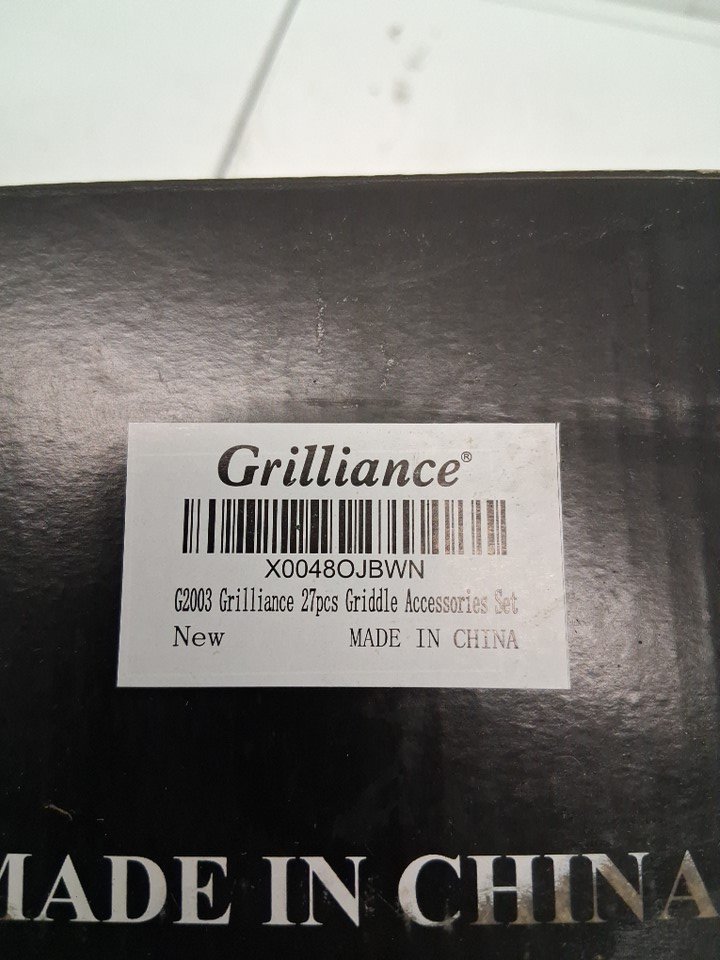 Grilliance®
X0048OJBWN
G2003 Grilliance 27pcs Griddle Accessories Set
New MADE IN CHINA
MADE IN CHINA